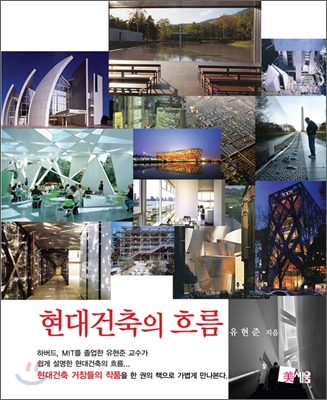 현대건축의 흐름
유현준 지음
하버드, MIT를 졸업한 유현준 교수가
쉽게 설명한 현대건축의 흐름...
현대건축 거장들의 작품을 한 권의 책으로 가볍게 만나본다.
美세움